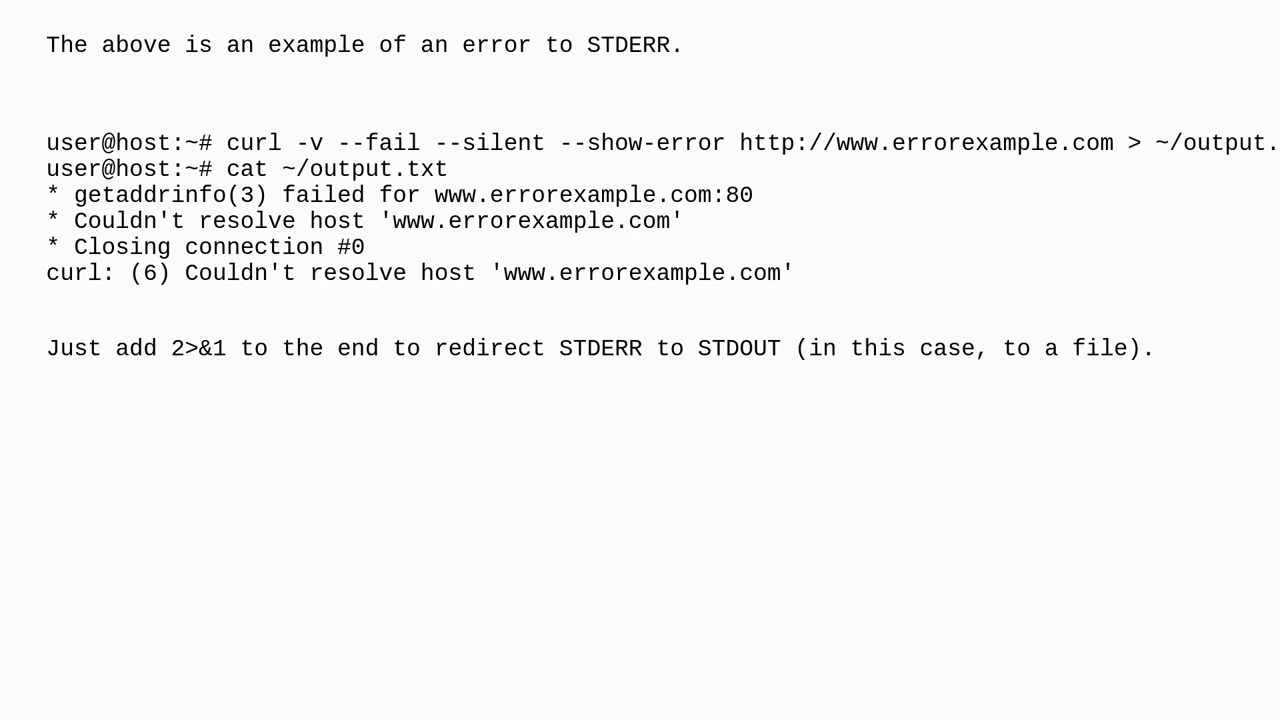 The above is an example of an error to STDERR.
user@host:~# curl -v --fail --silent --show-error http://www.errorexample.com > ~/output.
user@host:~# cat ~/output.txt
* getaddrinfo(3) failed for www.errorexample.com:80
* Couldn't resolve host 'www.errorexample.com'
* Closing connection #0
curl: (6) Couldn't resolve host 'www.errorexample.com'
Just add 2>&1 to the end to redirect STDERR to STDOUT (in this case, to a file).